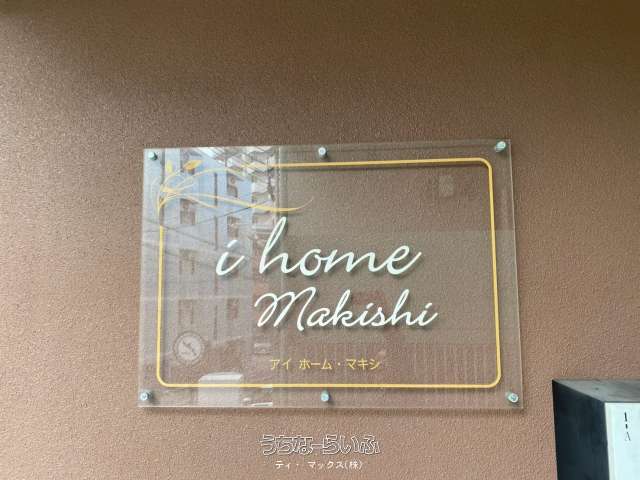 i home
Makishi
アイ ホーム・マキシ
1-A
うちなーらいふ
ティ・マックス(株)